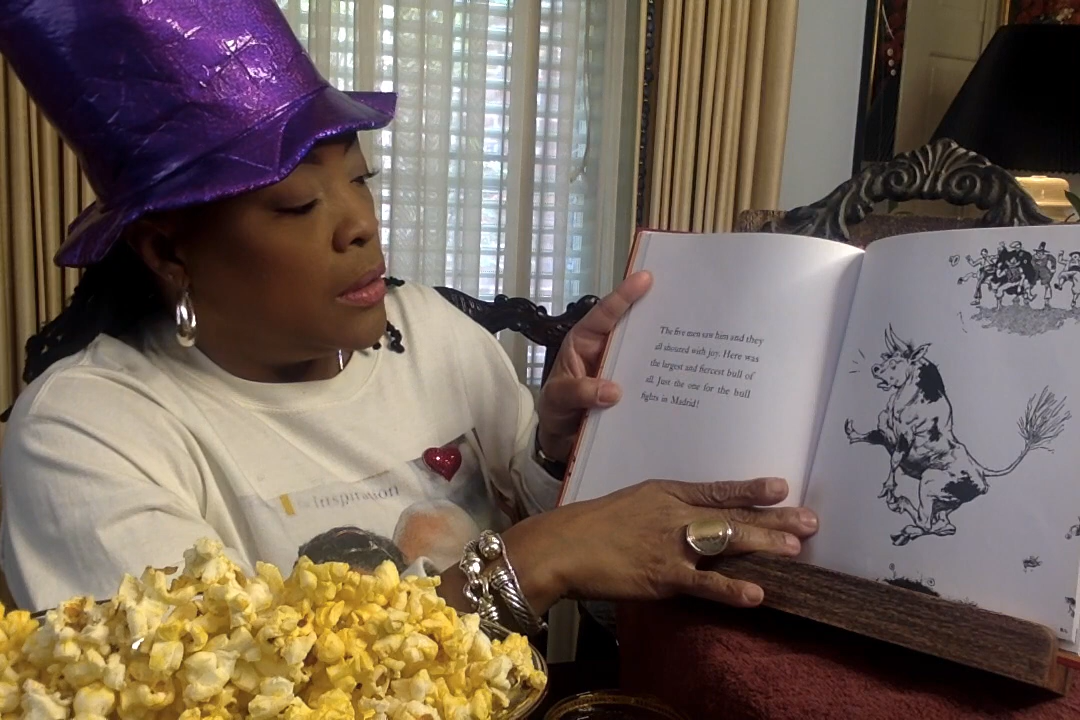 The five men saw him and they
all shouted with joy. Here was
the largest and fiercest bull of
all. Just the one for the bull
fights in Madrid!
Inspiration